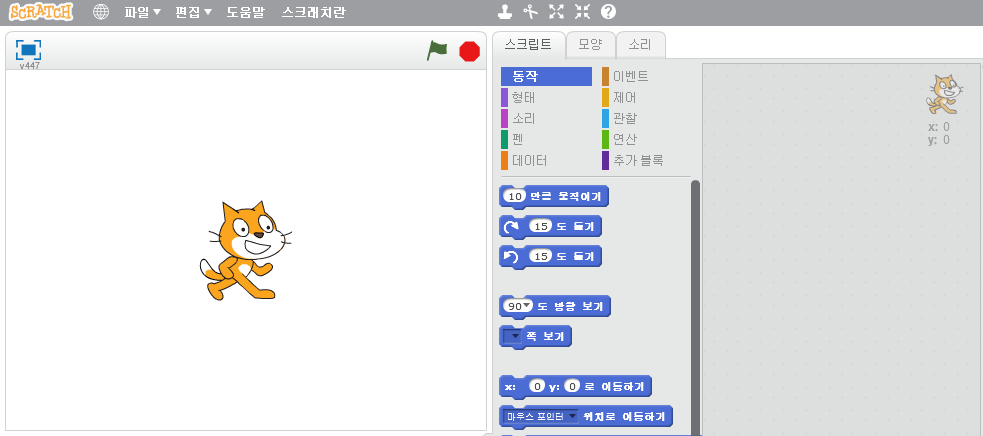 SCRATCH 파일 편집 도움말 스크래치란
v447
스크립트 모양 소리
동작 이벤트
형태 제어
소리 관찰
펜 연산
데이터 추가 블록
x: 0
y: 0
10 만큼 움직이기
15 도 돌기
15 도 돌기
90 도 방향 보기
쪽 보기
x: 0 y: 0 로 이동하기
마우스 포인터 위치로 이동하기